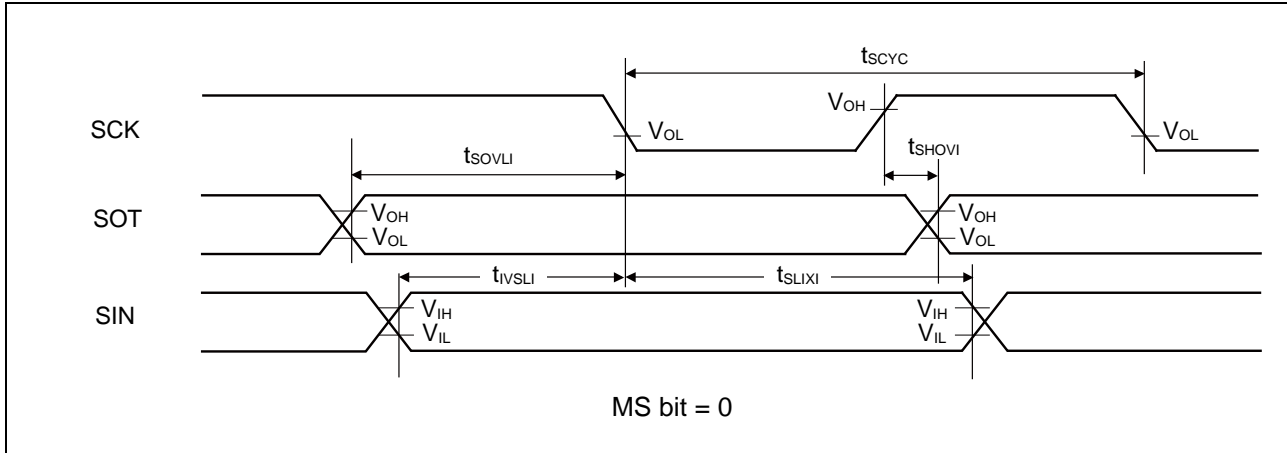 tSCYC
VOH
SCK
VOL
VOL
tSHOVI
tSOVLI
SOT
VOH
VOL
VOH
VOL
tIVSLI
tSLIXI
SIN
VIH
VIL
VIH
VIL
MS bit = 0